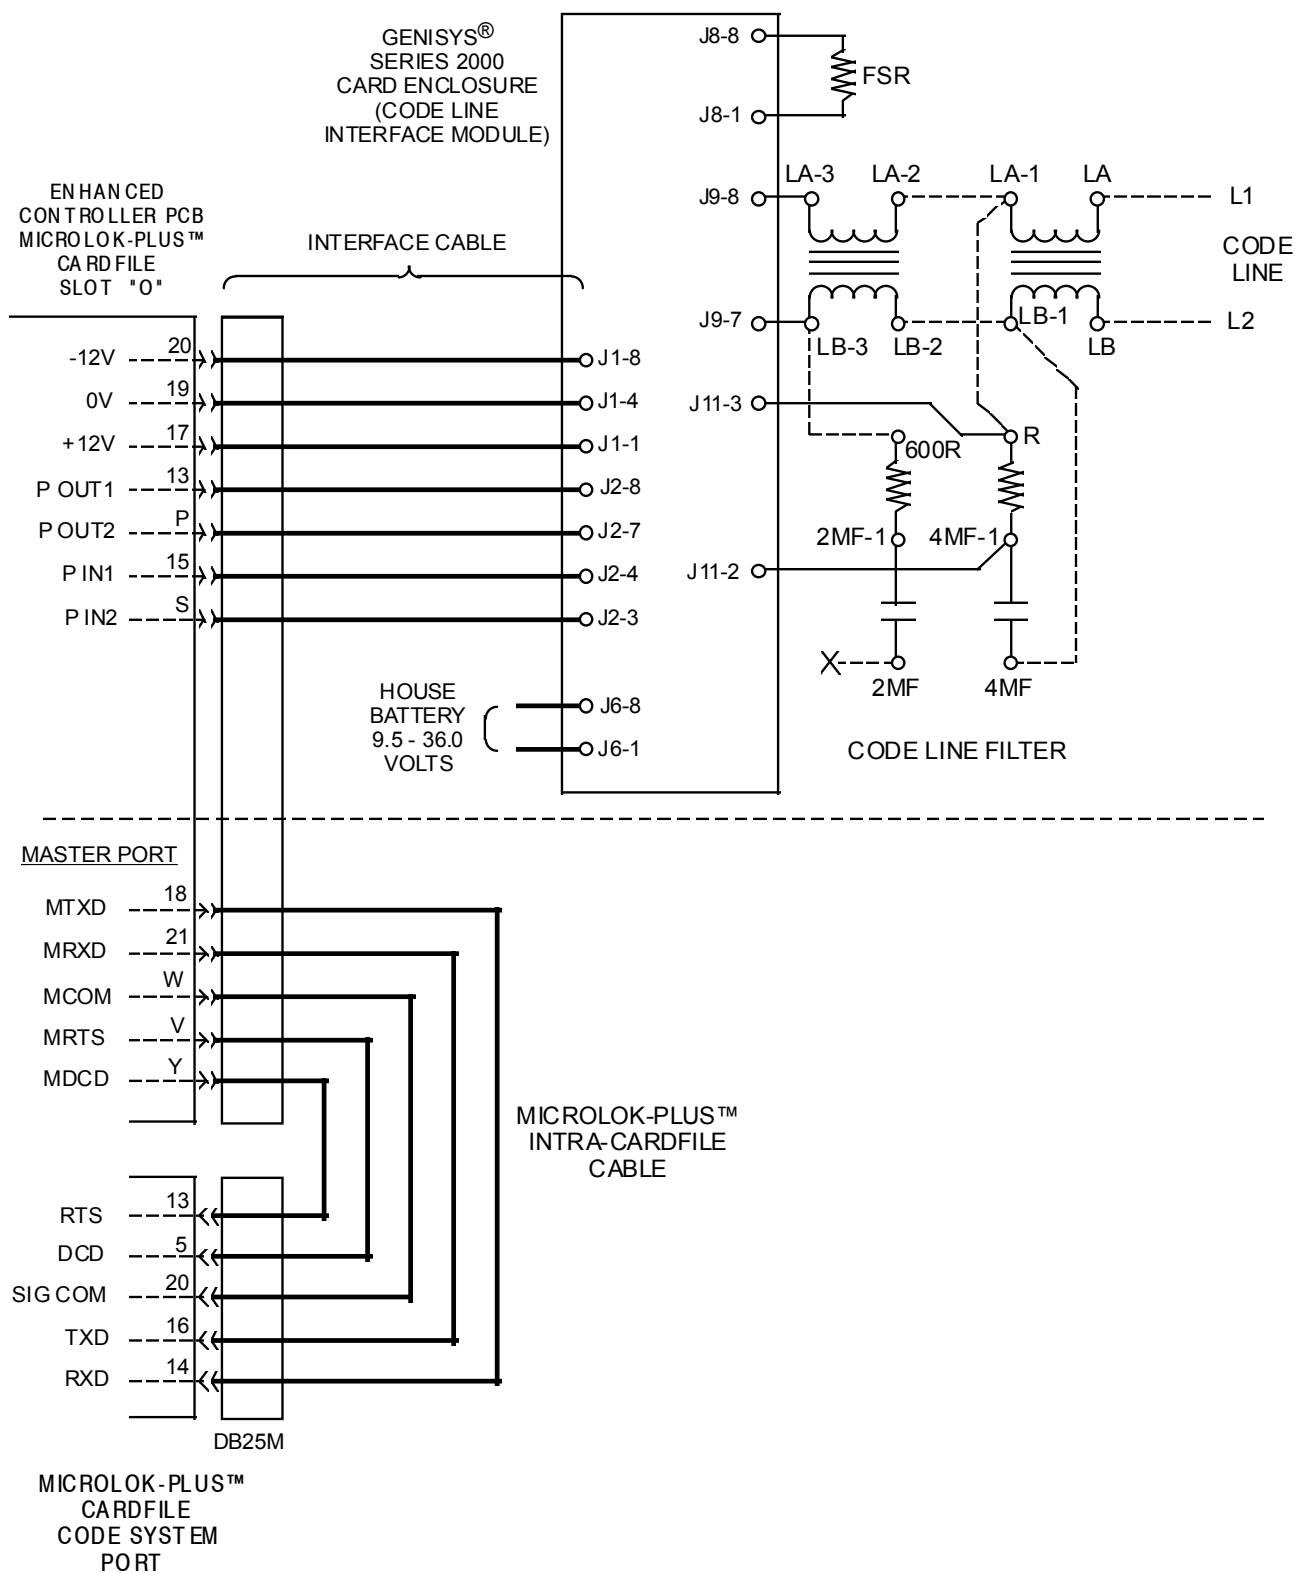 GENISYS®
SERIES 2000
CARD ENCLOSURE
(CODE LINE
INTERFACE MODULE)
J8-8
FSR
J8-1
ENHANCED
CONTROLLER PCB
MICROLOK-PLUS™
CARDFILE
SLOT "O"
INTERFACE CABLE
LA-3 LA-2 LA-1 LA
J9-8
L1
CODE
LINE
J9-7
LB-3 LB-2 LB-1 LB
L2
-12V 20 J1-8
0V 19 J1-4
+12V 17 J1-1
P OUT1 13 J2-8
P OUT2 P J2-7
P IN1 15 J2-4
P IN2 S J2-3
J11-3
600R R
2MF-1 4MF-1
J11-2
X
2MF 4MF
HOUSE
BATTERY
9.5 - 36.0
VOLTS
J6-8
J6-1
CODE LINE FILTER
MASTER PORT
MTXD 18
MRXD 21
MCOM W
MRTS V
MDCD Y
MICROLOK-PLUS™
INTRA-CARDFILE
CABLE
RTS 13
DCD 5
SIG COM 20
TXD 16
RXD 14
DB25M
MICROLOK-PLUS™
CARDFILE
CODE SYSTEM
PORT